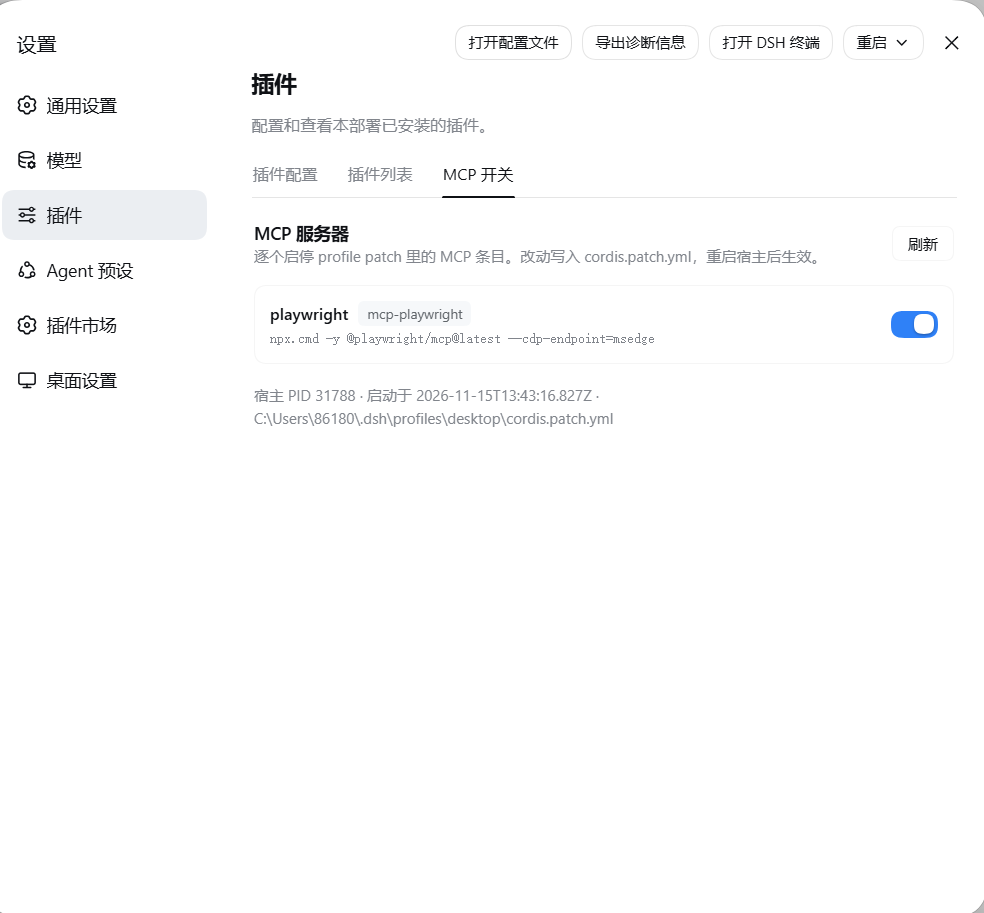 设置
打开配置文件
导出诊断信息
打开 DSH 终端
重启
通用设置
模型
插件
Agent 预设
插件市场
桌面设置
插件
配置和查看本部署已安装的插件。
插件配置
插件列表
MCP 开关
MCP 服务器
逐个启停 profile patch 里的 MCP 条目。改动写入 cordis.patch.yml，重启宿主后生效。
刷新
playwright mcp-playwright
npx.cmd -y @playwright/mcp@latest --cdp-endpoint=msedge
宿主 PID 31788 · 启动于 2026-11-15T13:43:16.827Z ·
C:\Users\86180\.dsh\profiles\desktop\cordis.patch.yml